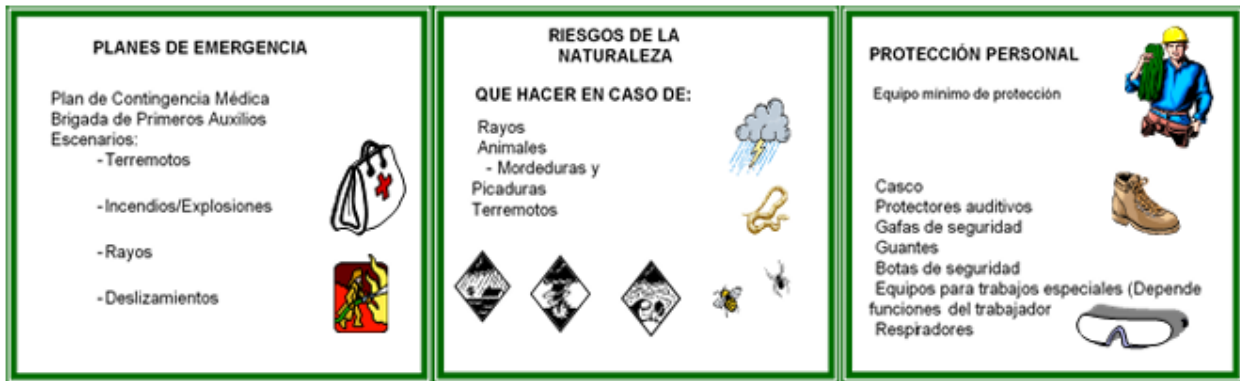 PLANES DE EMERGENCIA
Plan de Contingencia Médica
Brigada de Primeros Auxilios
Escenarios:
-Terremotos
-Incendios/Explosiones
-Rayos
-Deslizamientos
RIESGOS DE LA
NATURALEZA
QUE HACER EN CASO DE:
Rayos
Animales
- Mordeduras y
Picaduras
Terremotos
PROTECCIÓN PERSONAL
Equipo mínimo de protección
Casco
Protectores auditivos
Gafas de seguridad
Guantes
Botas de seguridad
Equipos para trabajos especiales (Depende
funciones del trabajador
Respiradores